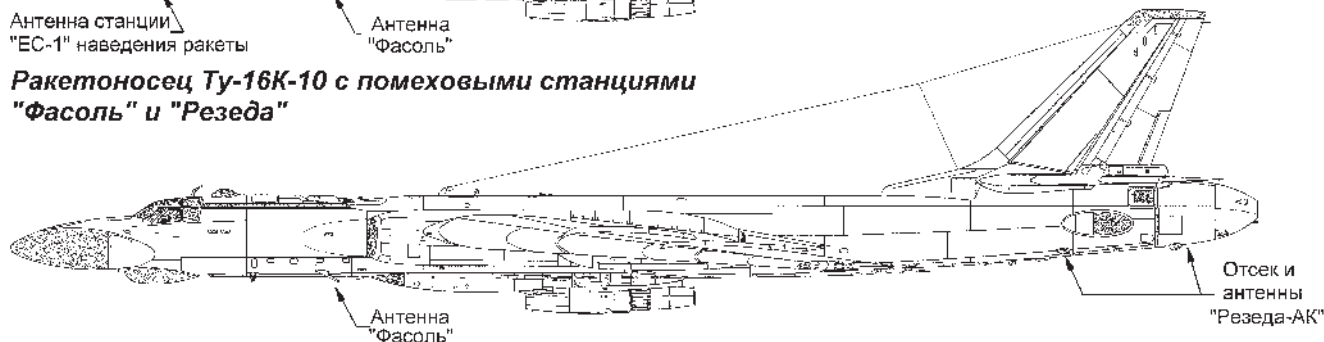 Антенна станции
"ЕС-1" наведения ракеты
Антенна
"Фасоль"
Ракетоносец Ту-16К-10 с помеховыми станциями
"Фасоль" и "Резеда"
Антенна
"Фасоль"
Отсек и
антенны
"Резеда-АК"